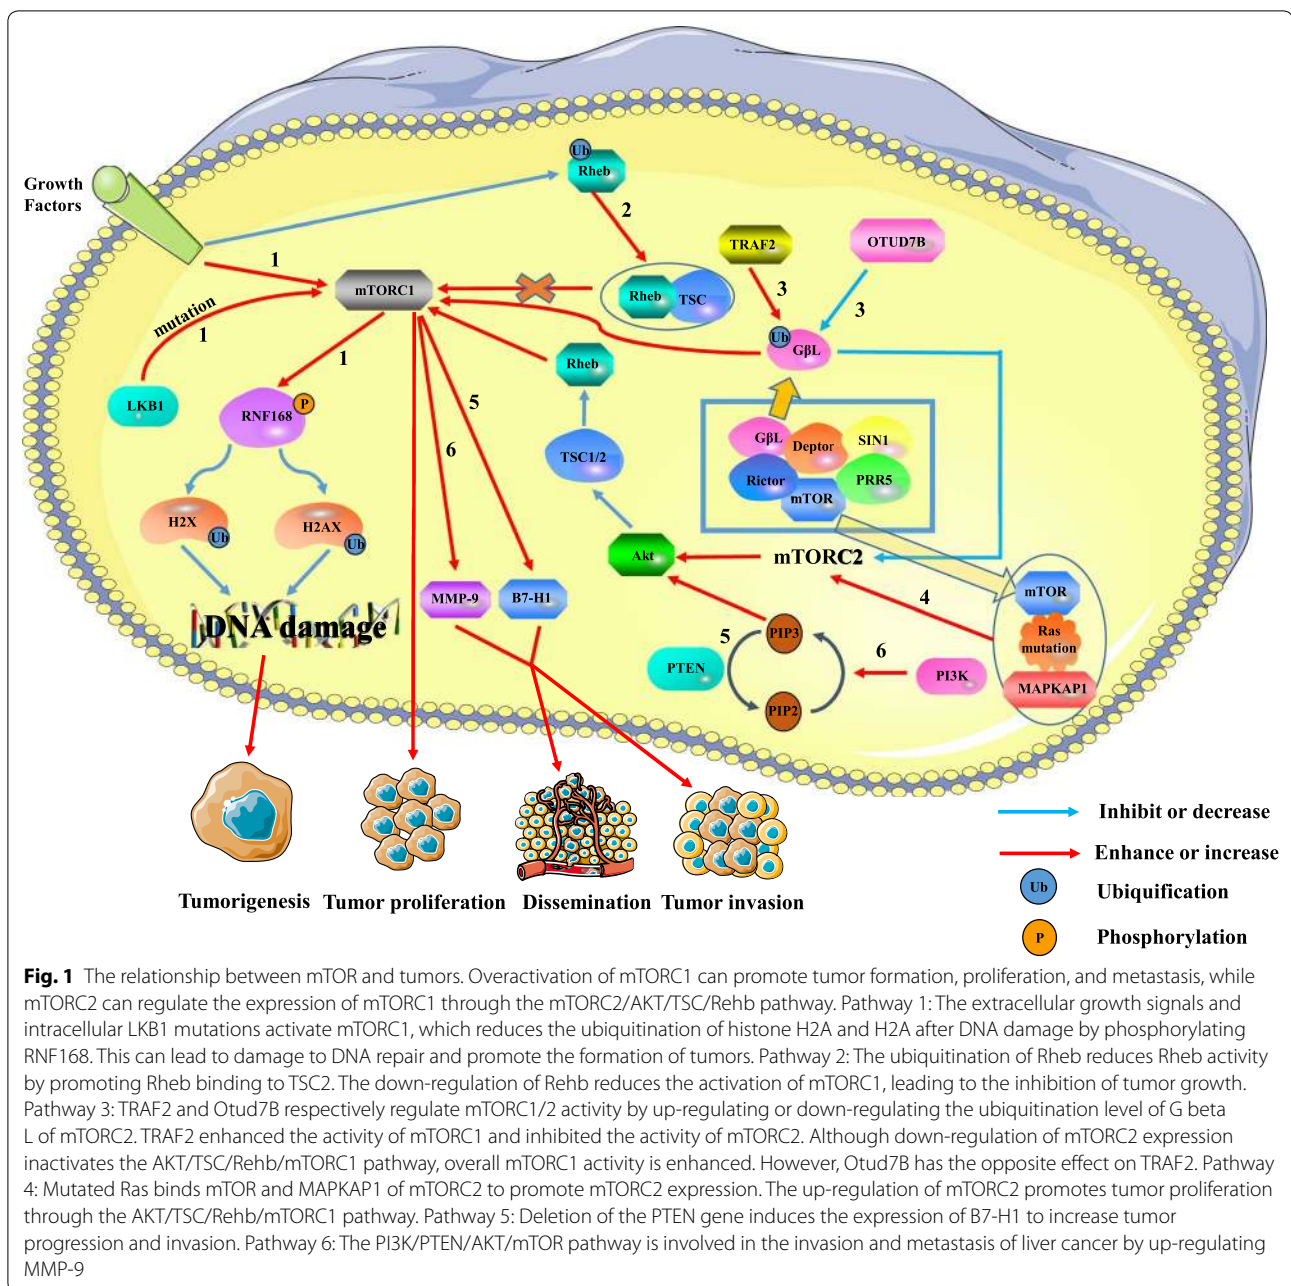 Growth
Factors
Ub
Rheb
2
TRAF2
OTUD7B
1
mTORC1
Rheb
TSC
3
3
mutation
1
Ub
GβL
1
Rheb
LKB1
RNF168
P
5
6
GβL
Deptor
SIN1
TSC1/2
Rictor
mTOR
PRR5
H2X
Ub
H2AX
Ub
Akt
mTORC2
mTOR
4
MMP-9
B7-H1
DNA damage
PIP3
Ras
mutation
5
6
PTEN
PI3K
MAPKAP1
PIP2
Inhibit or decrease
Enhance or increase
Ub
Ubiquification
P
Phosphorylation
Tumorigenesis
Tumor proliferation
Dissemination
Tumor invasion
Fig. 1 The relationship between mTOR and tumors. Overactivation of mTORC1 can promote tumor formation, proliferation, and metastasis, while
mTORC2 can regulate the expression of mTORC1 through the mTORC2/AKT/TSC/Rehb pathway. Pathway 1: The extracellular growth signals and
intracellular LKB1 mutations activate mTORC1, which reduces the ubiquitination of histone H2A and H2A after DNA damage by phosphorylating
RNF168. This can lead to damage to DNA repair and promote the formation of tumors. Pathway 2: The ubiquitination of Rheb reduces Rheb activity
by promoting Rheb binding to TSC2. The down-regulation of Rehb reduces the activation of mTORC1, leading to the inhibition of tumor growth.
Pathway 3: TRAF2 and Otud7B respectively regulate mTORC1/2 activity by up-regulating or down-regulating the ubiquitination level of G beta
L of mTORC2. TRAF2 enhanced the activity of mTORC1 and inhibited the activity of mTORC2. Although down-regulation of mTORC2 expression
inactivates the AKT/TSC/Rehb/mTORC1 pathway, overall mTORC1 activity is enhanced. However, Otud7B has the opposite effect on TRAF2. Pathway
4: Mutated Ras binds mTOR and MAPKAP1 of mTORC2 to promote mTORC2 expression. The up-regulation of mTORC2 promotes tumor proliferation
through the AKT/TSC/Rehb/mTORC1 pathway. Pathway 5: Deletion of the PTEN gene induces the expression of B7-H1 to increase tumor
progression and invasion. Pathway 6: The PI3K/PTEN/AKT/mTOR pathway is involved in the invasion and metastasis of liver cancer by up-regulating
MMP-9